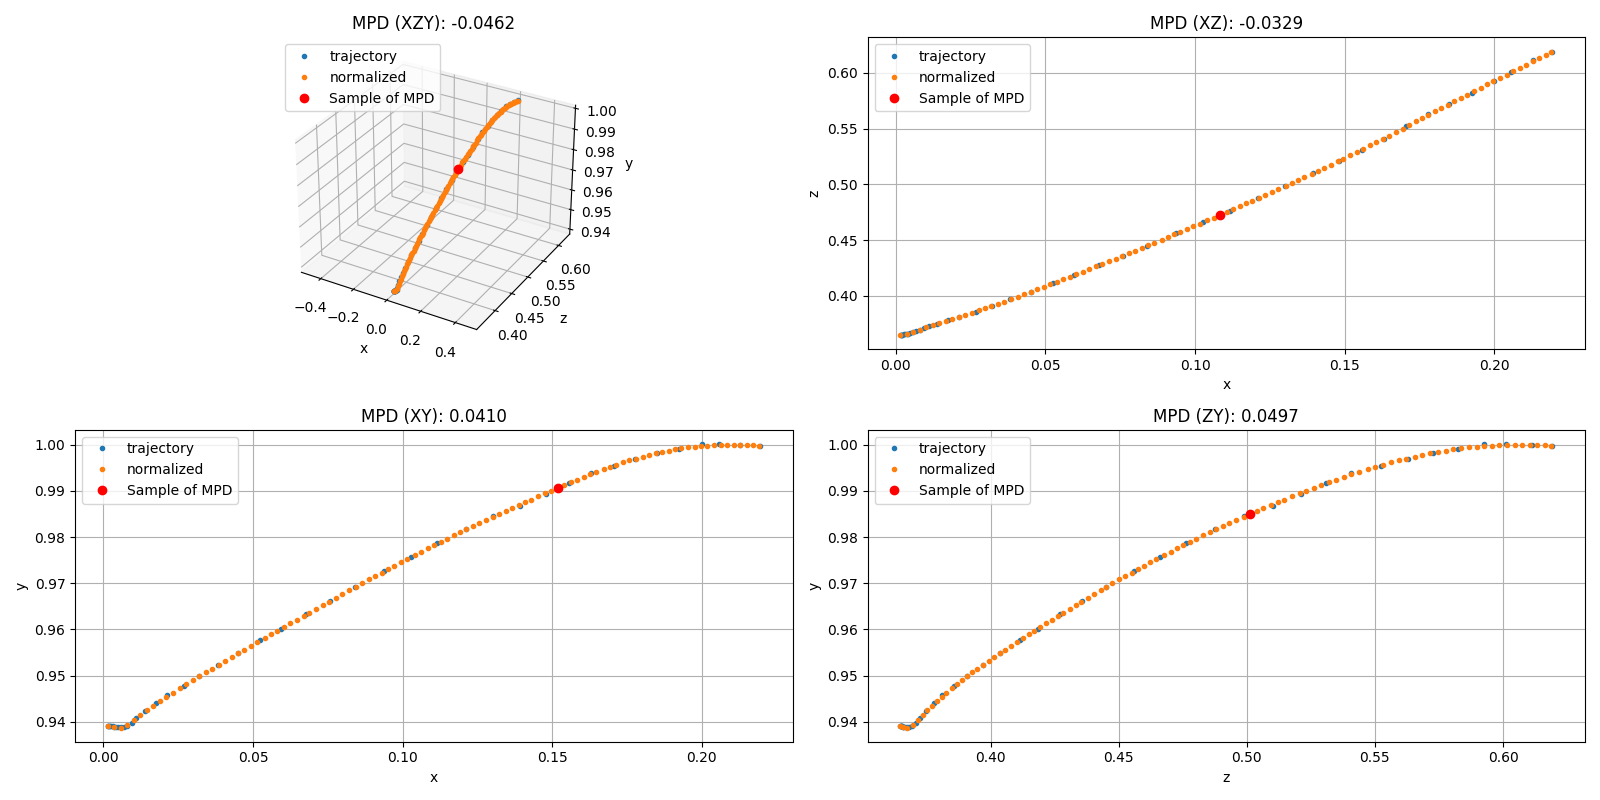 MPD (XZY): -0.0462
trajectory
normalized
Sample of MPD
1.00
0.99
0.98
0.97
0.96
0.95
0.94
y
0.60
0.55
0.50
0.45
0.40
z
−0.4
−0.2
0.0
0.2
0.4
x
MPD (XZ): -0.0329
trajectory
normalized
Sample of MPD
0.60
0.55
0.50
0.45
0.40
z
0.00 0.05 0.10 0.15 0.20
x
MPD (XY): 0.0410
trajectory
normalized
Sample of MPD
1.00
0.99
0.98
0.97
0.96
0.95
0.94
y
0.00 0.05 0.10 0.15 0.20
x
MPD (ZY): 0.0497
trajectory
normalized
Sample of MPD
1.00
0.99
0.98
0.97
0.96
0.95
0.94
y
0.40 0.45 0.50 0.55 0.60
z